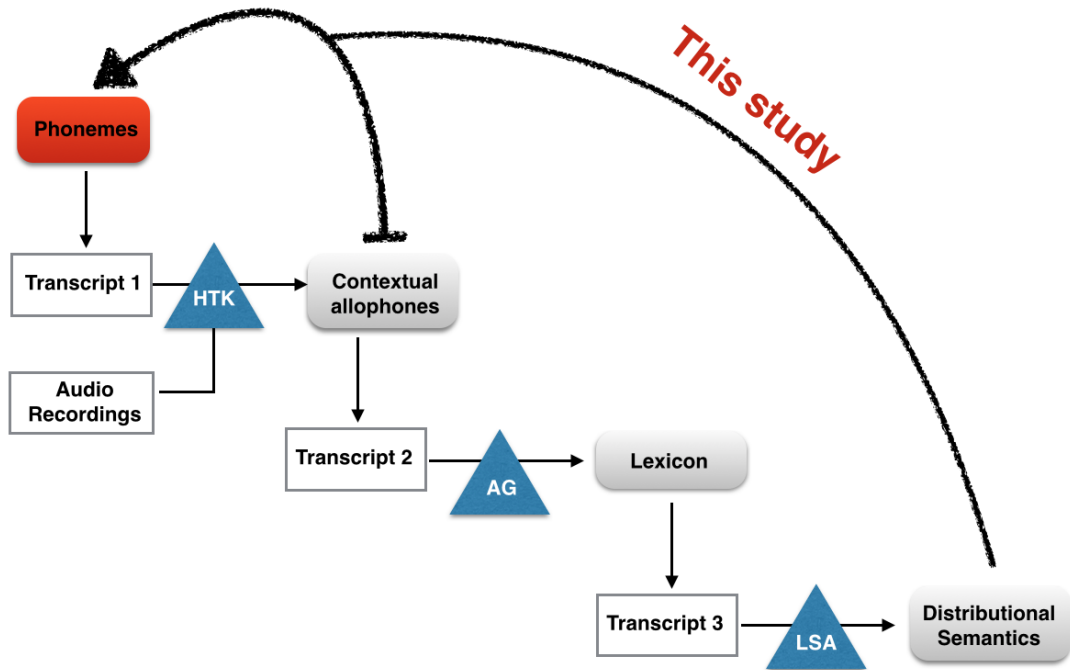 This study
Phonemes
Transcript 1
HTK
Contextual
allophones
Audio
Recordings
Transcript 2
AG
Lexicon
Transcript 3
LSA
Distributional
Semantics